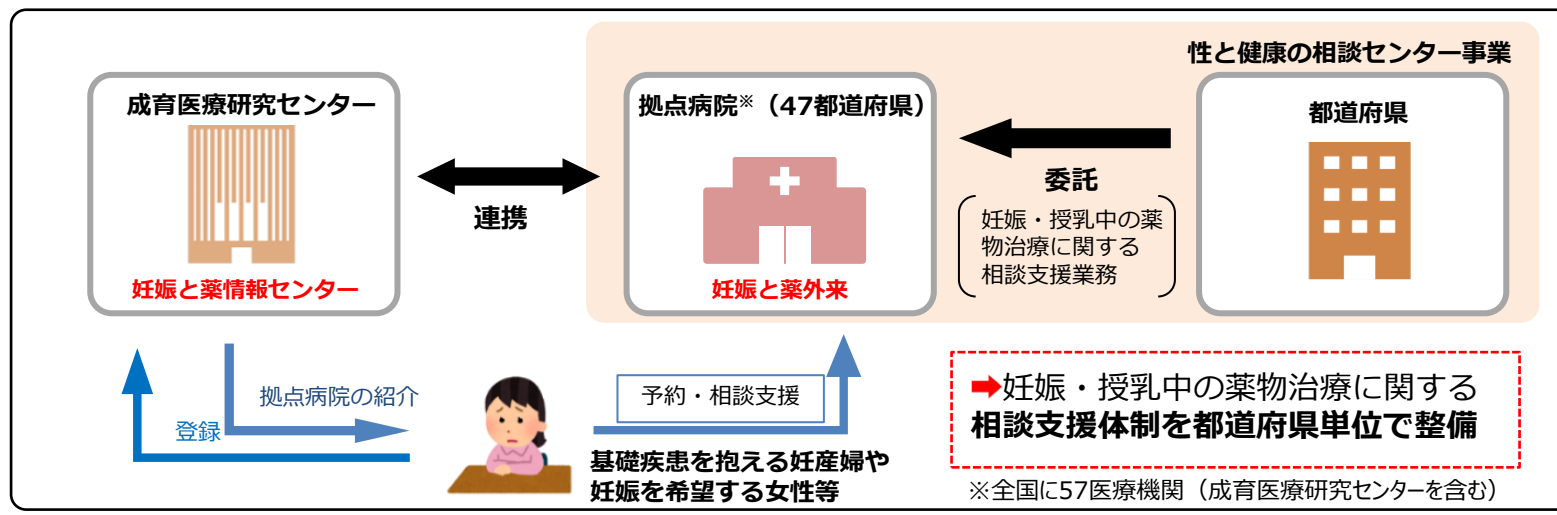 性と健康の相談センター事業
成育医療研究センター
妊娠と薬情報センター
連携
拠点病院※（47都道府県）
妊娠と薬外来
委託
妊娠・授乳中の薬
物治療に関する
相談支援業務
都道府県
登録
拠点病院の紹介
予約・相談支援
基礎疾患を抱える妊産婦や
妊娠を希望する女性等
➡妊娠・授乳中の薬物治療に関する
相談支援体制を都道府県単位で整備
※全国に57医療機関（成育医療研究センターを含む）